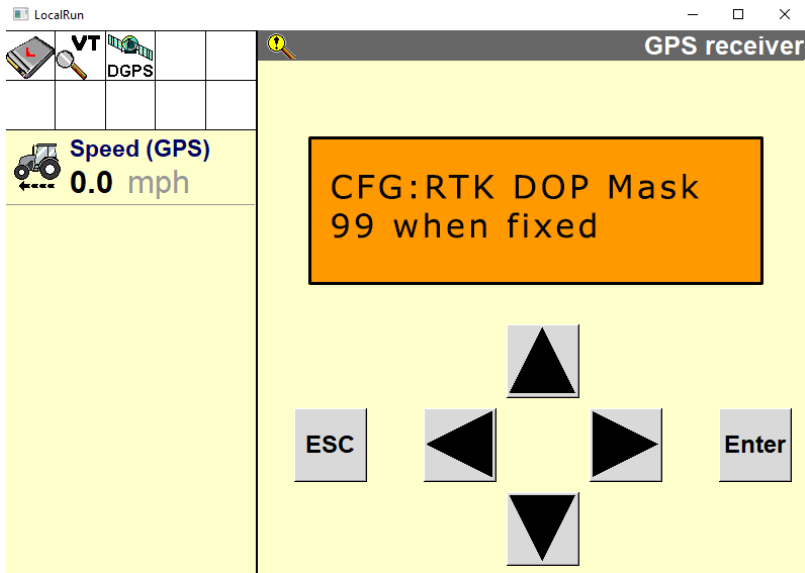 LocalRun
VT
DGPS
GPS receiver
Speed (GPS)
0.0 mph
CFG:RTK DOP Mask
99 when fixed
ESC
Enter